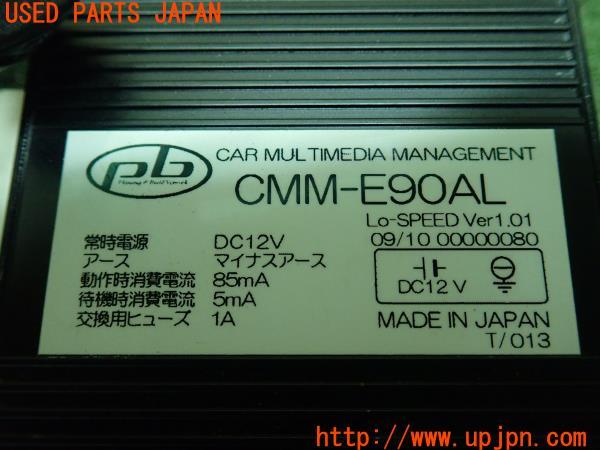 USED PARTS JAPAN
pb
CAR MULTIMEDIA MANAGEMENT
CMM-E90AL
Lo-SPEED Ver1.01
09/10 00000080
常時電源 DC12V
アース マイナスアース
動作時消費電流 85mA
待機時消費電流 5mA
交換用ヒューズ 1A
DC12 V
MADE IN JAPAN
T/013
http://www.upjpn.com